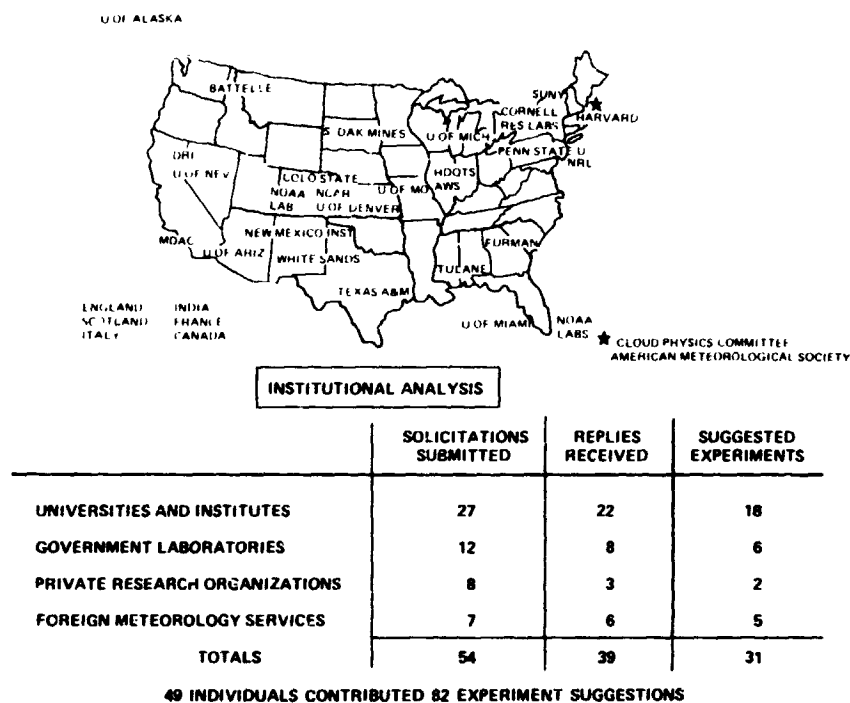 U OF ALASKA
BATTELLE
SUNY
CORNELL
RES LABS
HARVARD
S. DAK MINES
U OF MICH
PENN STATE U
NRL
DRI
U OF NEV
COLO STATE
NOAA NCAR
LAB U OF DENVER
U OF MO
HDQTS
AWS
MDAC
U OF ARIZ
NEW MEXICO INST
WHITE SANDS
FURMAN
TULANE
TEXAS A&M
U OF MIAMI
NOAA
LABS
ENGLAND INDIA
SCOTLAND FRANCE
ITALY CANADA
★ CLOUD PHYSICS COMMITTEE
AMERICAN METEOROLOGICAL SOCIETY
INSTITUTIONAL ANALYSIS
SOLICITATIONS SUBMITTED REPLIES RECEIVED SUGGESTED EXPERIMENTS
UNIVERSITIES AND INSTITUTES 27 22 18
GOVERNMENT LABORATORIES 12 8 6
PRIVATE RESEARCH ORGANIZATIONS 8 3 2
FOREIGN METEOROLOGY SERVICES 7 6 5
TOTALS 54 39 31
49 INDIVIDUALS CONTRIBUTED 82 EXPERIMENT SUGGESTIONS